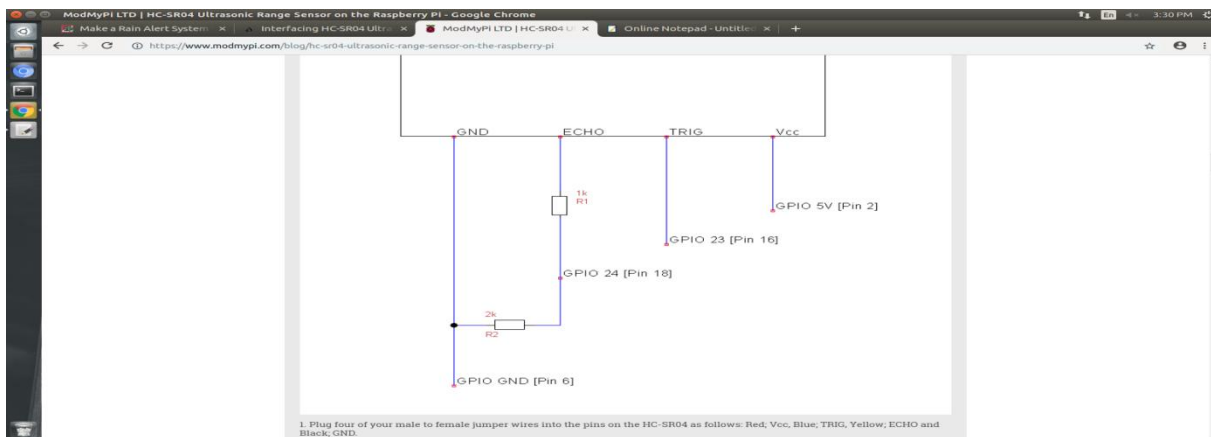 ModMyPi LTD | HC-SR04 Ultrasonic Range Sensor on the Raspberry Pi - Google Chrome
En
3:30 PM
Make a Rain Alert System
Interfacing HC-SR04 Ultra
ModMyPi LTD | HC-SR04 U
Online Notepad - Untitled
https://www.modmypi.com/blog/hc-sr04-ultrasonic-range-sensor-on-the-raspberry-pi
GND ECHO TRIG Vcc
1k
R1
GPIO 5V [Pin 2]
GPIO 23 [Pin 16]
GPIO 24 [Pin 18]
2k
R2
GPIO GND [Pin 6]
1. Plug four of your male to female jumper wires into the pins on the HC-SR04 as follows: Red; Vcc, Blue; TRIG, Yellow; ECHO and
Black; GND.